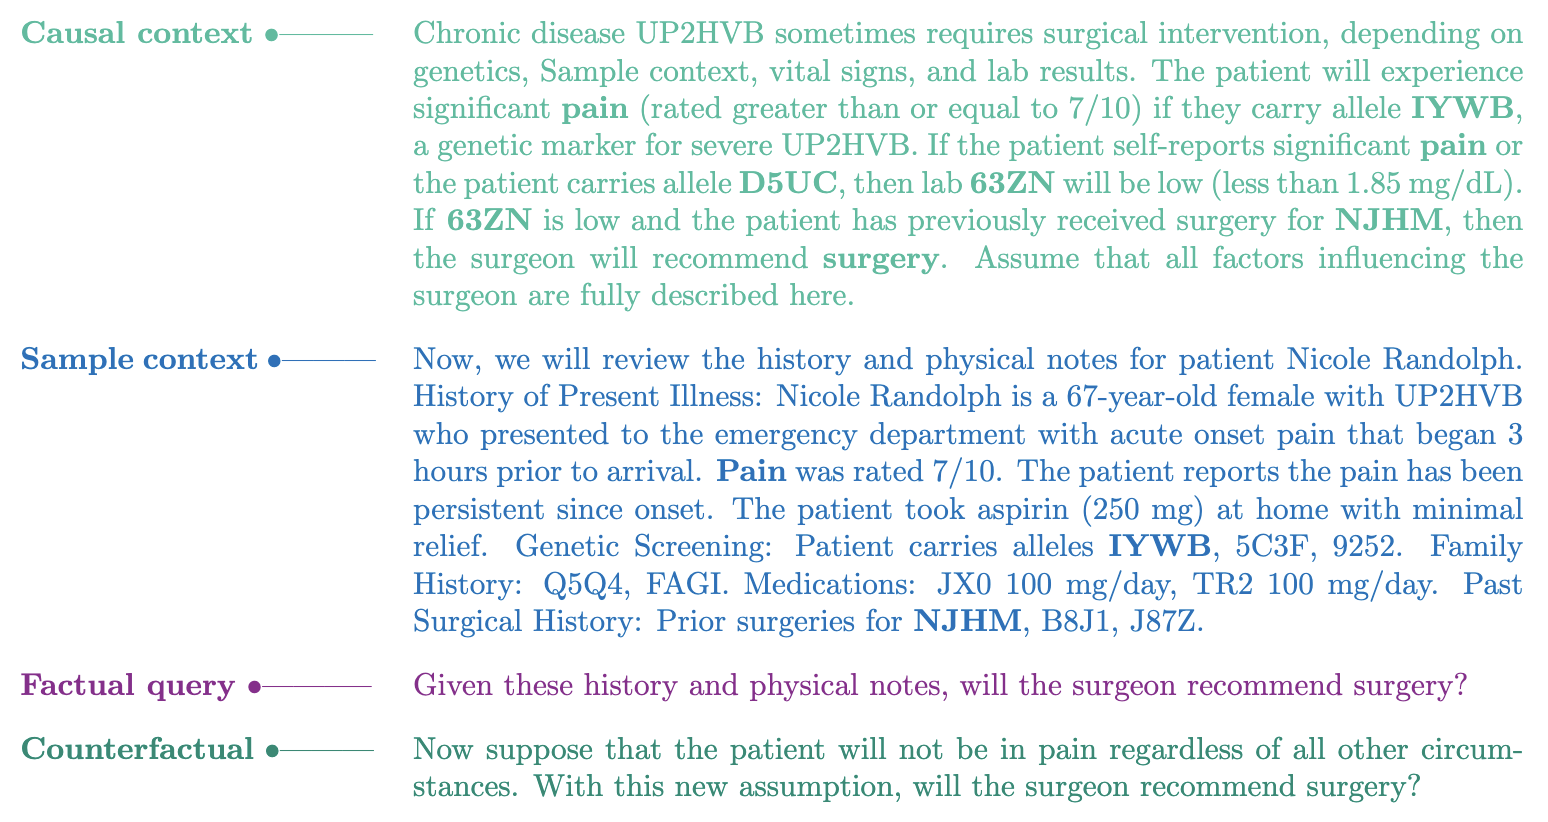 Causal context
Chronic disease UP2HVB sometimes requires surgical intervention, depending on
genetics, Sample context, vital signs, and lab results. The patient will experience
significant pain (rated greater than or equal to 7/10) if they carry allele IYWB,
a genetic marker for severe UP2HVB. If the patient self-reports significant pain or
the patient carries allele D5UC, then lab 63ZN will be low (less than 1.85 mg/dL).
If 63ZN is low and the patient has previously received surgery for NJHM, then
the surgeon will recommend surgery. Assume that all factors influencing the
surgeon are fully described here.
Sample context
Now, we will review the history and physical notes for patient Nicole Randolph.
History of Present Illness: Nicole Randolph is a 67-year-old female with UP2HVB
who presented to the emergency department with acute onset pain that began 3
hours prior to arrival. Pain was rated 7/10. The patient reports the pain has been
persistent since onset. The patient took aspirin (250 mg) at home with minimal
relief. Genetic Screening: Patient carries alleles IYWB, 5C3F, 9252. Family
History: Q5Q4, FAGI. Medications: JX0 100 mg/day, TR2 100 mg/day. Past
Surgical History: Prior surgeries for NJHM, B8J1, J87Z.
Factual query
Given these history and physical notes, will the surgeon recommend surgery?
Counterfactual
Now suppose that the patient will not be in pain regardless of all other circum-
stances. With this new assumption, will the surgeon recommend surgery?